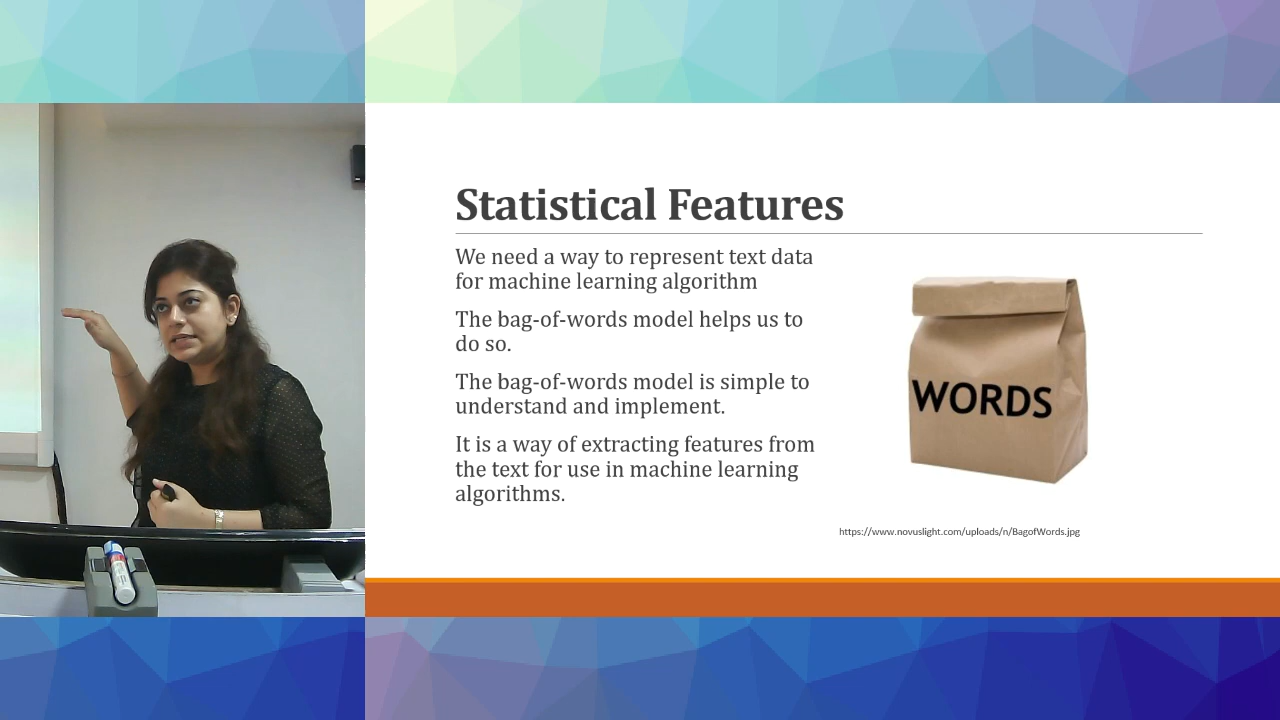 Statistical Features
We need a way to represent text data
for machine learning algorithm
The bag-of-words model helps us to
do so.
The bag-of-words model is simple to
understand and implement.
It is a way of extracting features from
the text for use in machine learning
algorithms.
WORDS
https://www.novuslight.com/uploads/n/BagofWords.jpg